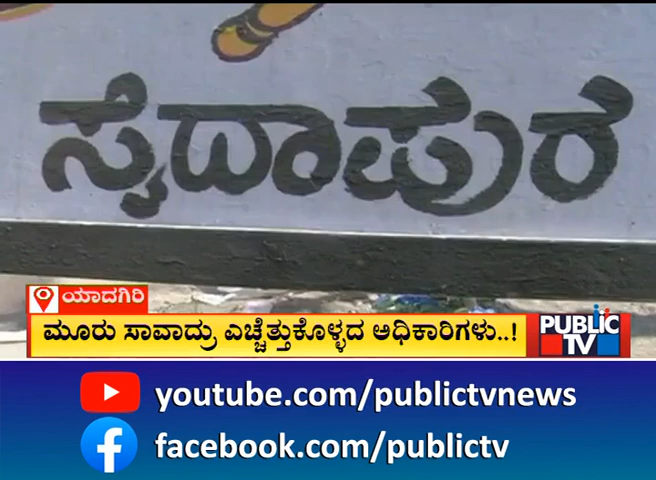 ಸೈದಾಪುರ
ಯಾದಗಿರಿ
ಮೂರು ಸಾವಾದ್ರು ಎಚ್ಚೆತ್ತುಕೊಳ್ಳದ ಅಧಿಕಾರಿಗಳು..!
PUBLIC
TV
youtube.com/publictvnews
facebook.com/publictv